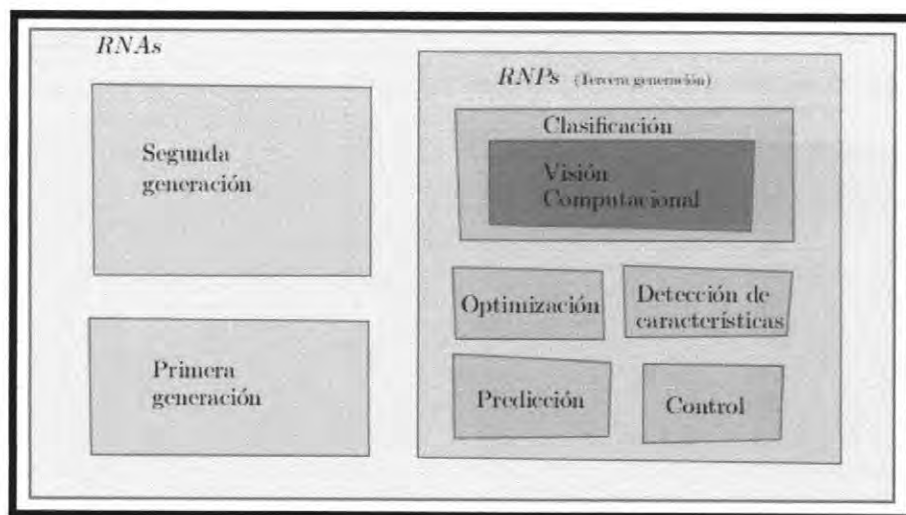 RNAs
Segunda
generación
Primera
generación
RNPs (Tercera generación)
Clasificación
Visión
Computacional
Optimización
Detección de
características
Predicción
Control